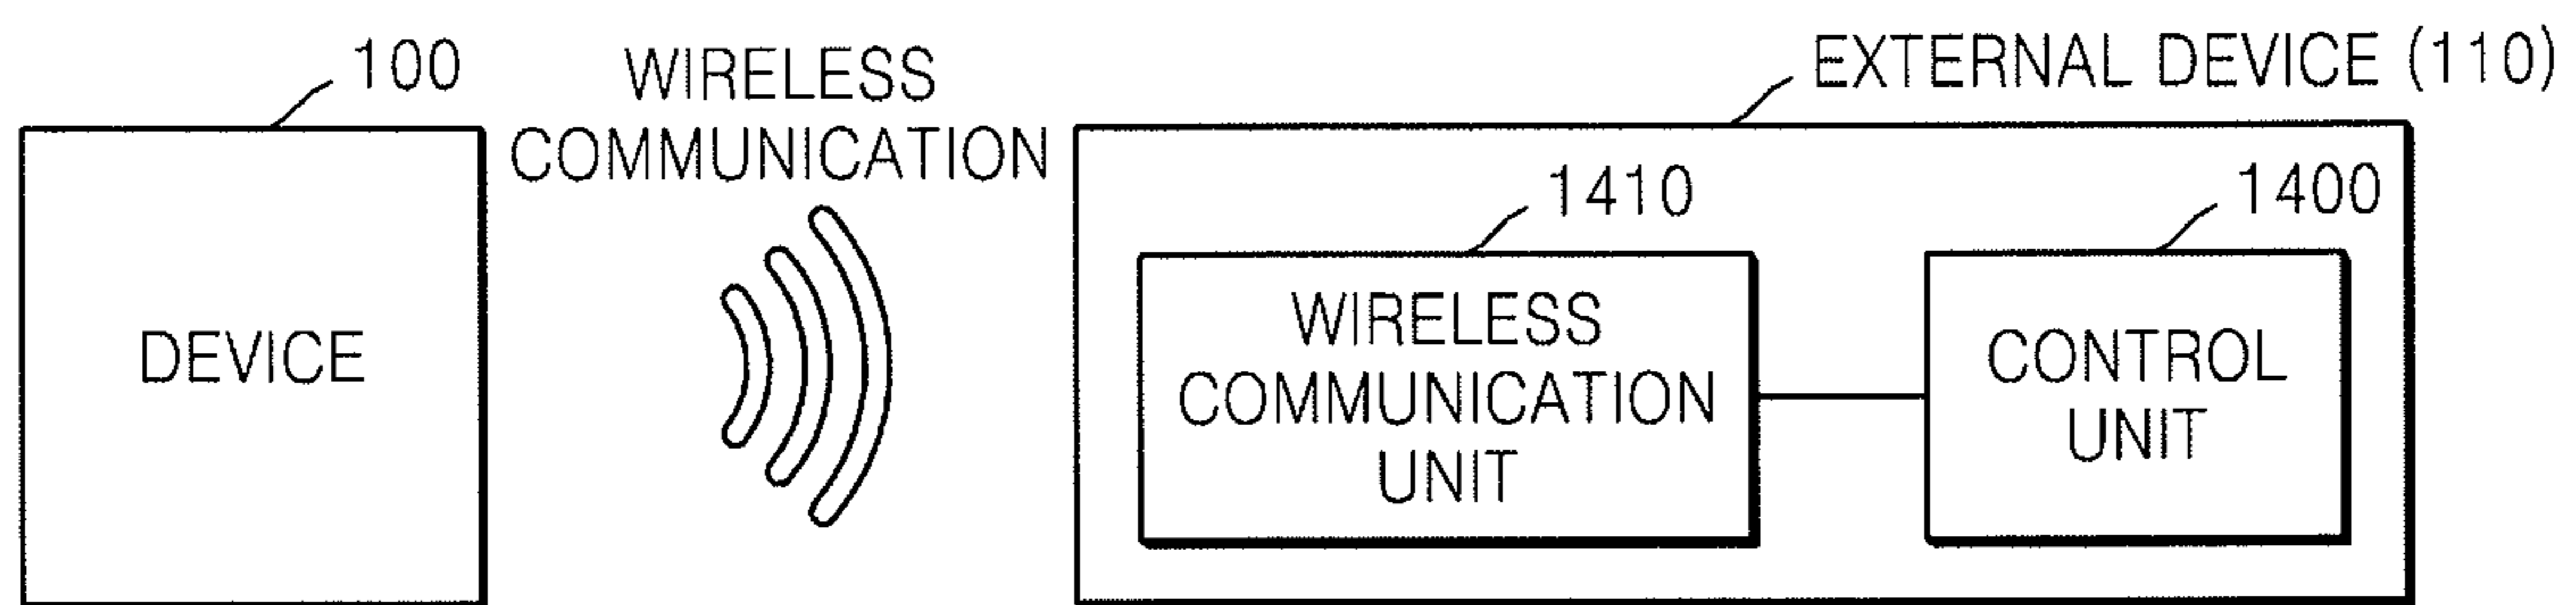 100
WIRELESS
COMMUNICATION
EXTERNAL DEVICE (110)
1410
1400
DEVICE
WIRELESS
COMMUNICATION
UNIT
CONTROL
UNIT